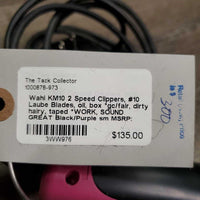 The Tack Collector
1000878-973
Wahl KM10 2 Speed Clippers, #10
Laube Blades, oil, box *gc/fair, dirty
hairy, taped *WORK, SOUND
GREAT Black/Purple sm MSRP:
$135.00
3WW976
300